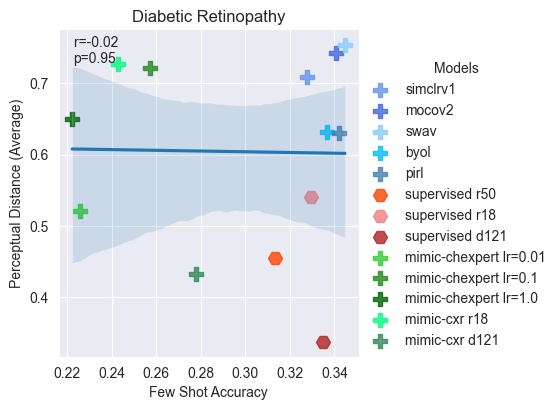 Diabetic Retinopathy
r=-0.02
p=0.95
0.7
0.6
0.5
0.4
Perceptual Distance (Average)
0.22
0.24
0.26
0.28
0.30
0.32
0.34
Few Shot Accuracy
Models
simclrv1
mocov2
swav
byol
pirl
supervised r50
supervised r18
supervised d121
mimic-chexpert lr=0.01
mimic-chexpert lr=0.1
mimic-chexpert lr=1.0
mimic-cxr r18
mimic-cxr d121